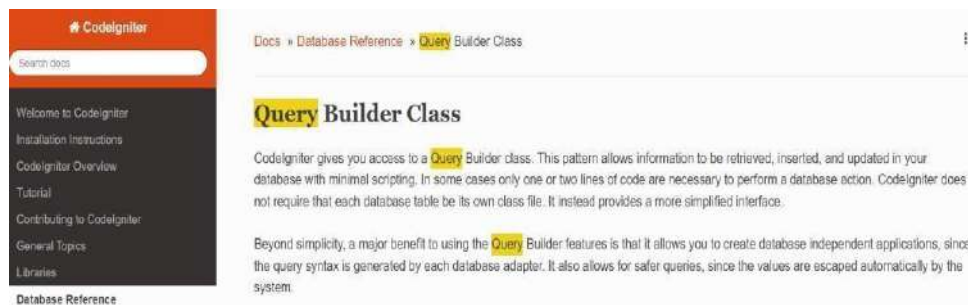 CodeIgniter
Search docs
Welcome to CodeIgniter
Installation Instructions
CodeIgniter Overview
Tutorial
Contributing to CodeIgniter
General Topics
Libraries
Database Reference
Docs » Database Reference » Query Builder Class
Query Builder Class
CodeIgniter gives you access to a Query Builder class. This pattern allows information to be retrieved, inserted, and updated in your
database with minimal scripting. In some cases only one or two lines of code are necessary to perform a database action. CodeIgniter does
not require that each database table be its own class file. It instead provides a more simplified interface.
Beyond simplicity, a major benefit to using the Query Builder features is that it allows you to create database independent applications, since
the query syntax is generated by each database adapter. It also allows for safer queries, since the values are escaped automatically by the
system.